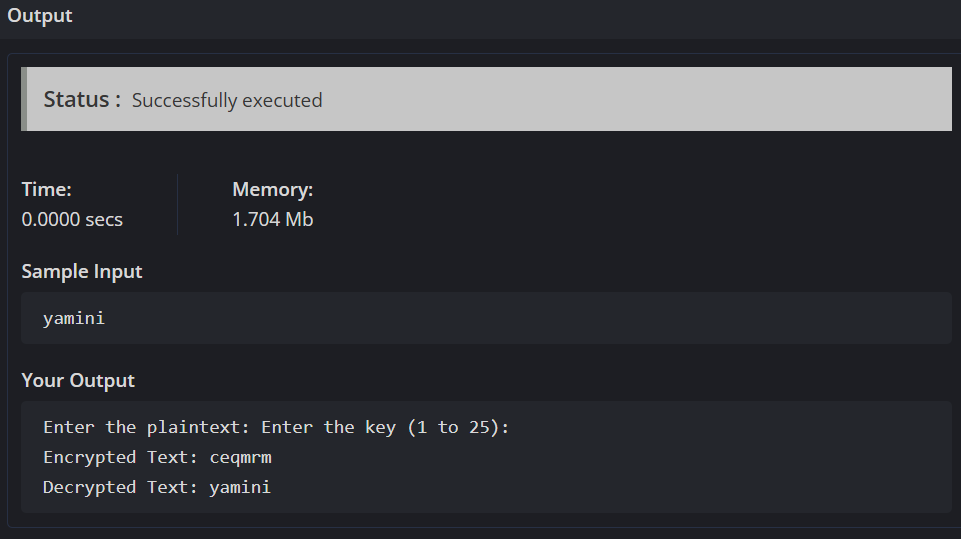 Output
Status : Successfully executed
Time:
0.0000 secs
Memory:
1.704 Mb
Sample Input
yamini
Your Output
Enter the plaintext: Enter the key (1 to 25):
Encrypted Text: ceqmrm
Decrypted Text: yamini